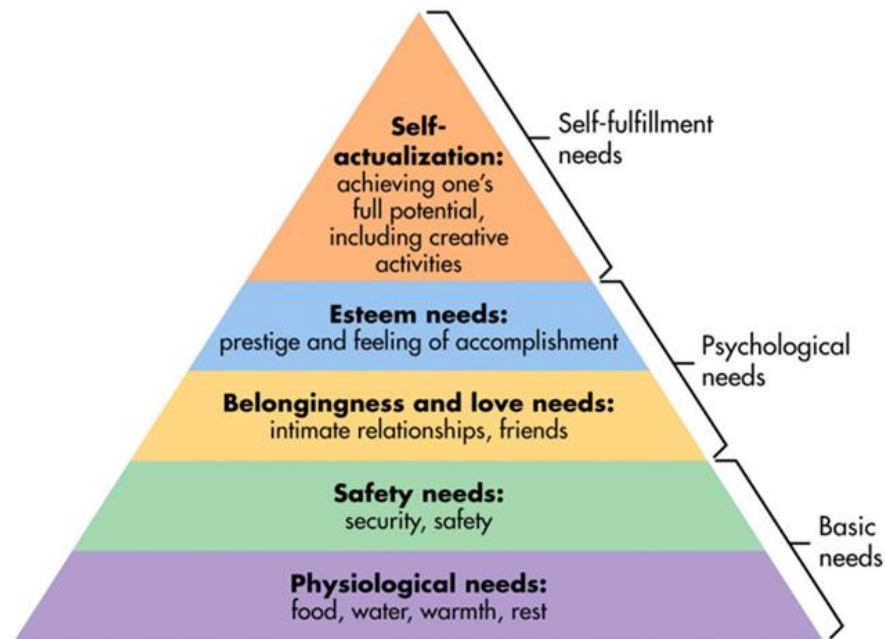 Self-
actualization:
achieving one's
full potential,
including creative
activities
Self-fulfillment
needs
Esteem needs:
prestige and feeling of accomplishment
Psychological
needs
Belongingness and love needs:
intimate relationships, friends
Safety needs:
security, safety
Basic
needs
Physiological needs:
food, water, warmth, rest